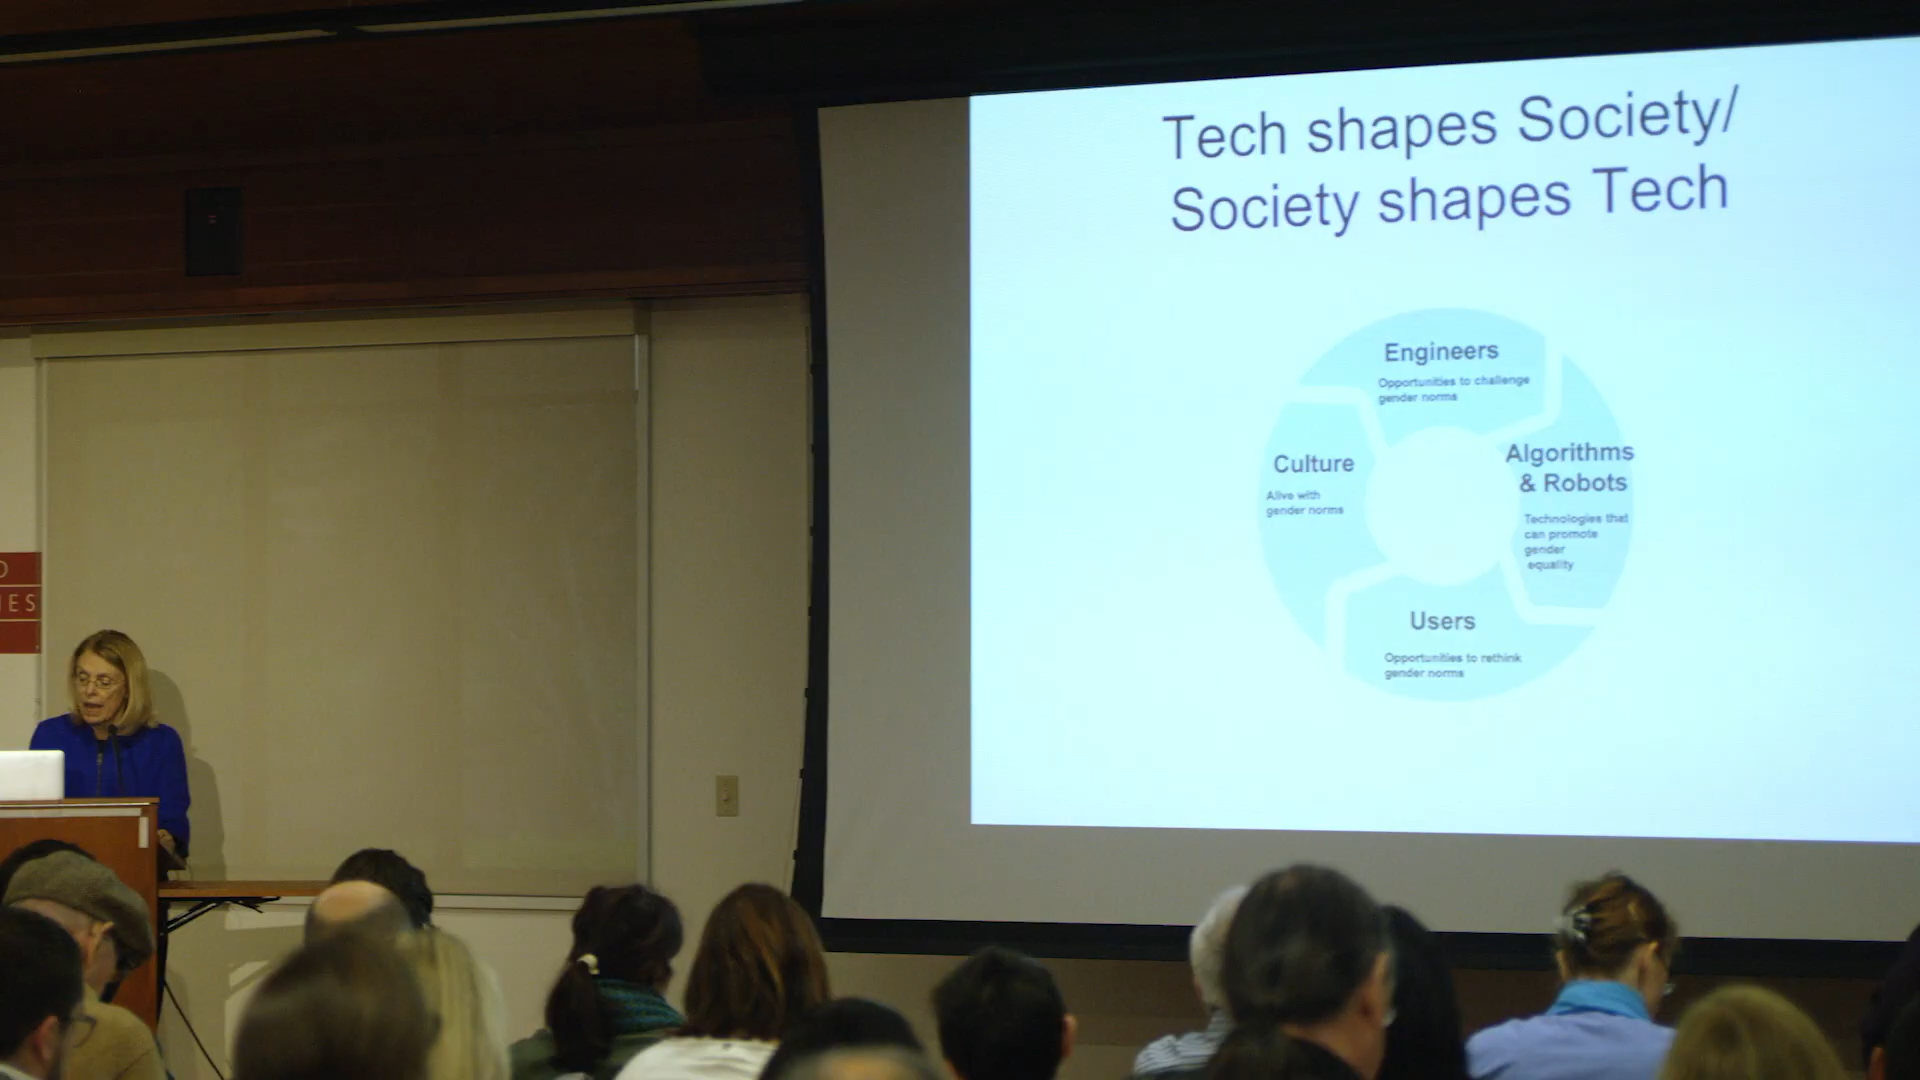 Tech shapes Society/
Society shapes Tech
Engineers
Opportunities to challenge
gender norms
Algorithms
& Robots
Technologies that
can promote
gender
equality
Users
Opportunities to rethink
gender norms
Culture
Alive with
gender norms